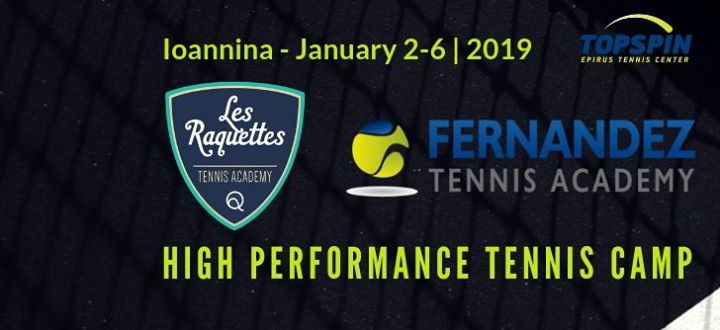 Ioannina - January 2-6 | 2019
TOPSPIN
EPIRUS TENNIS CENTER
Les
Raquettes
TENNIS ACADEMY
Q
FERNANDEZ
TENNIS ACADEMY
HIGH PERFORMANCE TENNIS CAMP